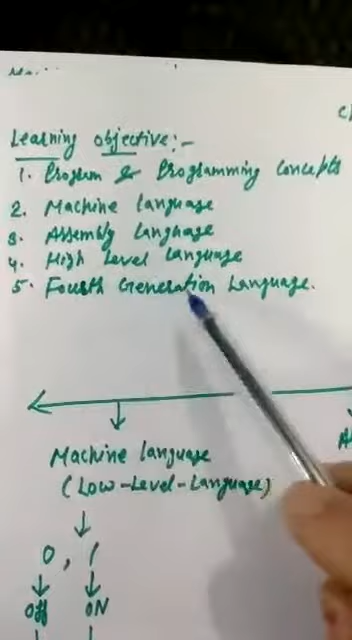 Learning objective:-
1. Program & Programming Concepts
2. Machine Language
3. Assembly Language
4. High Level Language
5. Fourth Generation Language.
Machine Language
(Low-Level-Language)
0, 1
Off ON